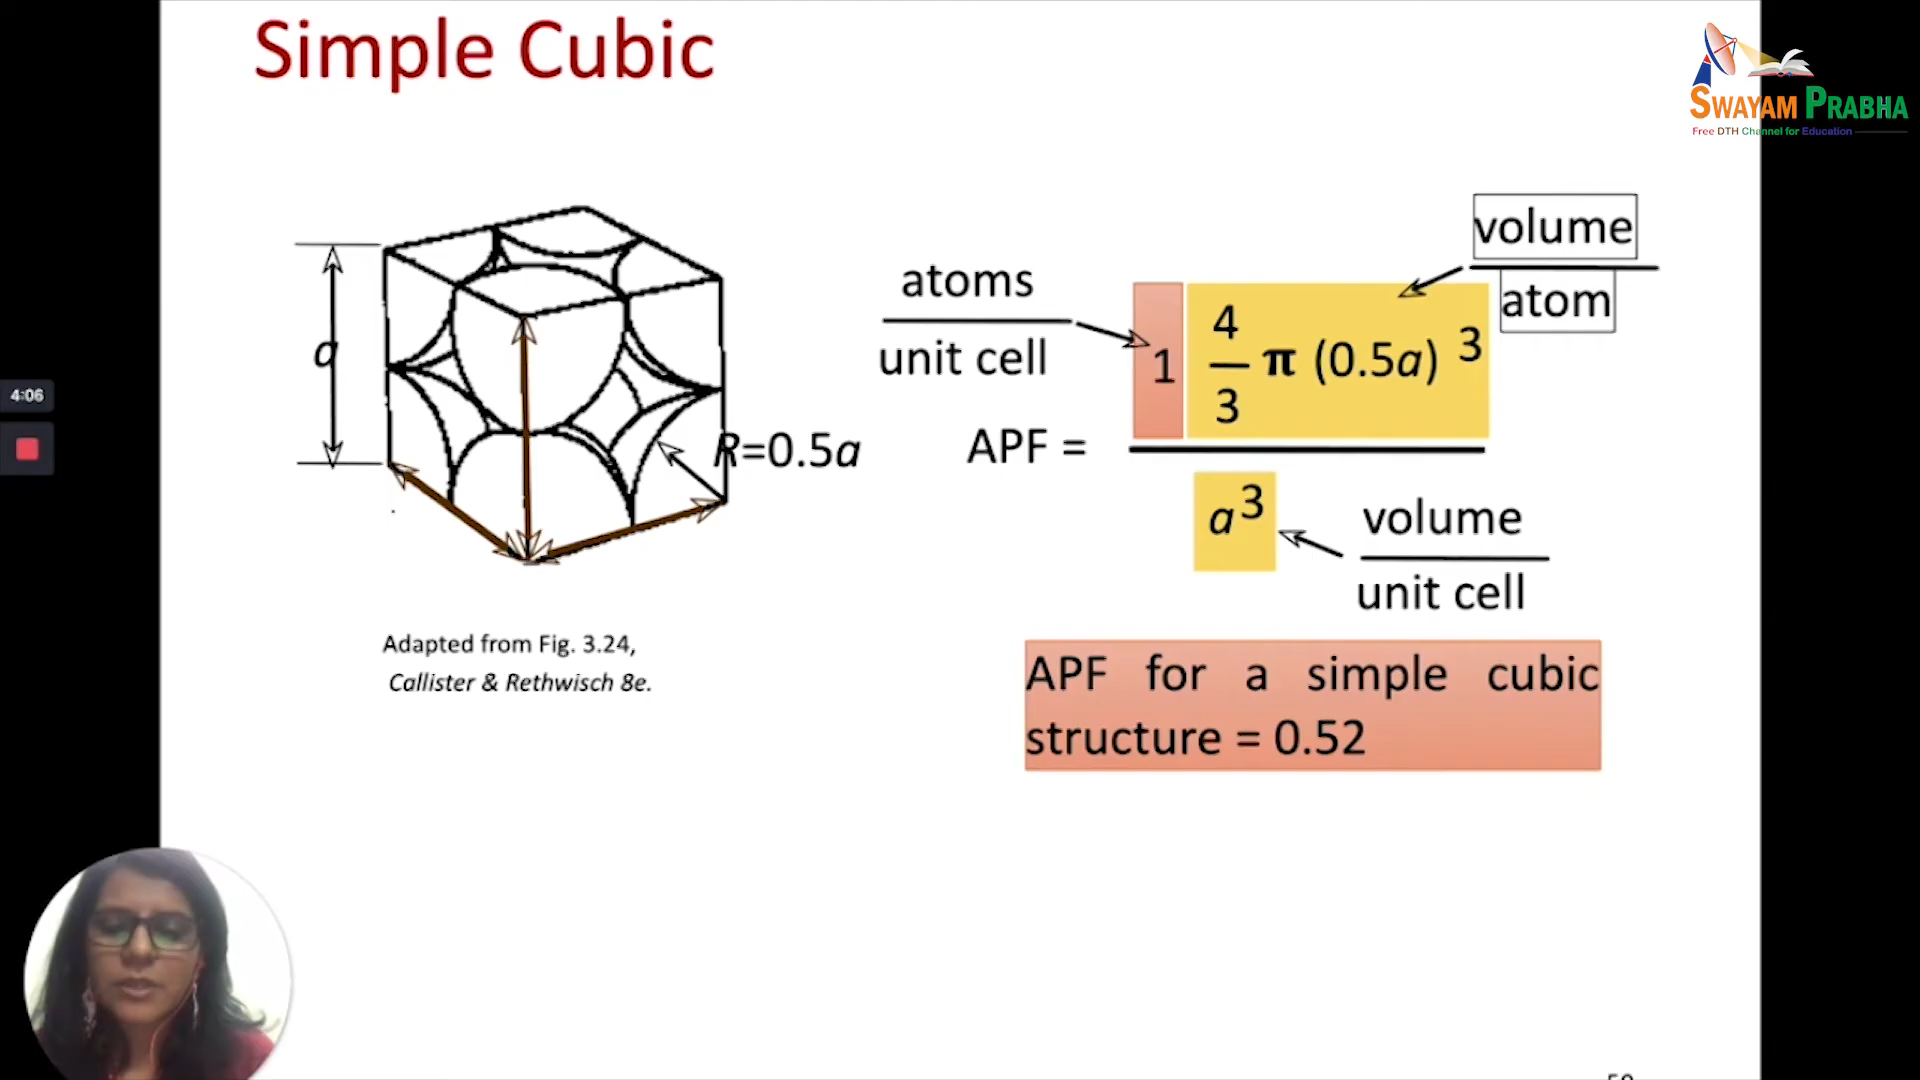 Simple Cubic
SWAYAM PRABHA
Free DTH Channel for Education
4:06
a
R=0.5a
Adapted from Fig. 3.24,
Callister & Rethwisch 8e.
atoms
unit cell
volume
atom
1 4/3 π (0.5a) 3
APF =
a 3
volume
unit cell
APF for a simple cubic
structure = 0.52